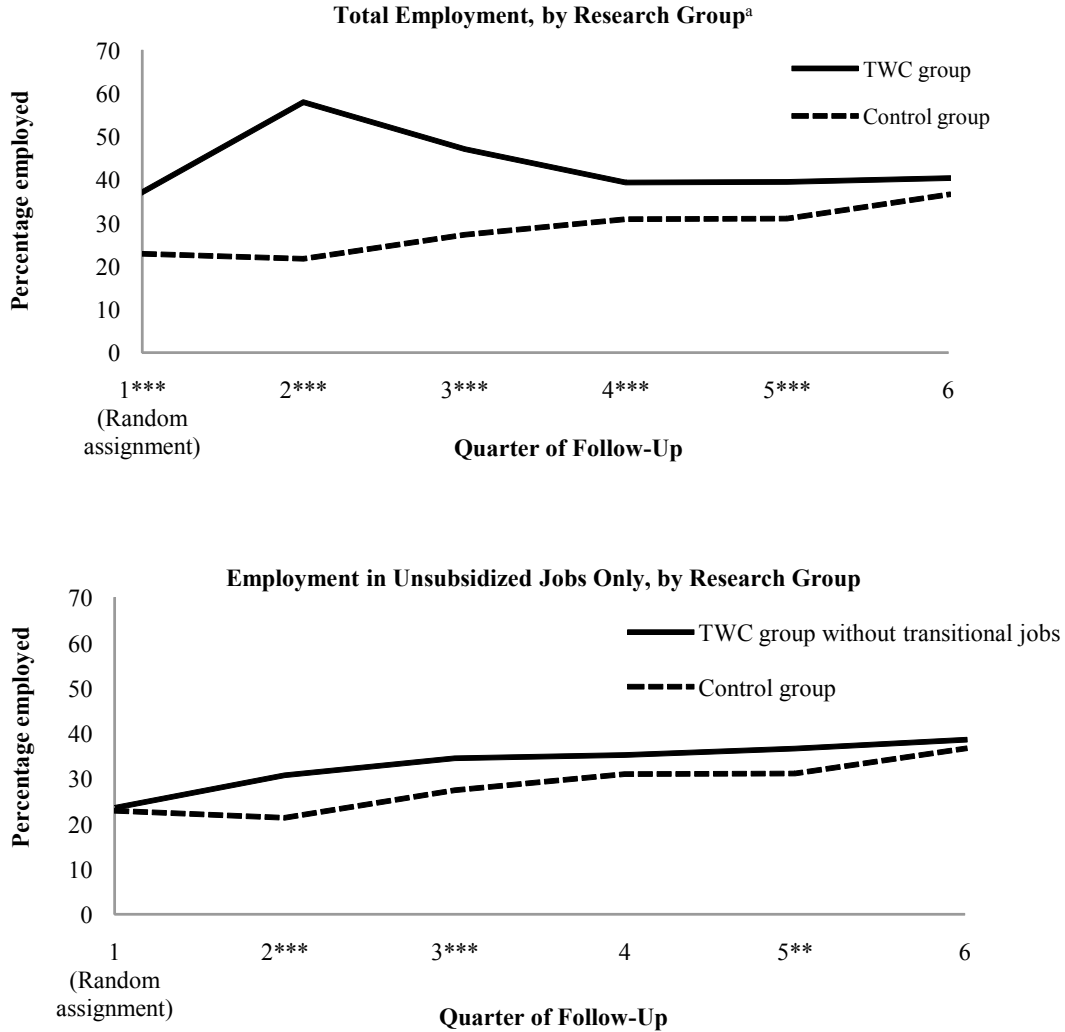 Total Employment, by Research Groupᵃ
Percentage employed
70
60
50
40
30
20
10
0
TWC group
Control group
1*** 2*** 3*** 4*** 5*** 6
(Random
assignment)
Quarter of Follow-Up
Employment in Unsubsidized Jobs Only, by Research Group
Percentage employed
70
60
50
40
30
20
10
0
TWC group without transitional jobs
Control group
1 2*** 3*** 4 5** 6
(Random
assignment)
Quarter of Follow-Up